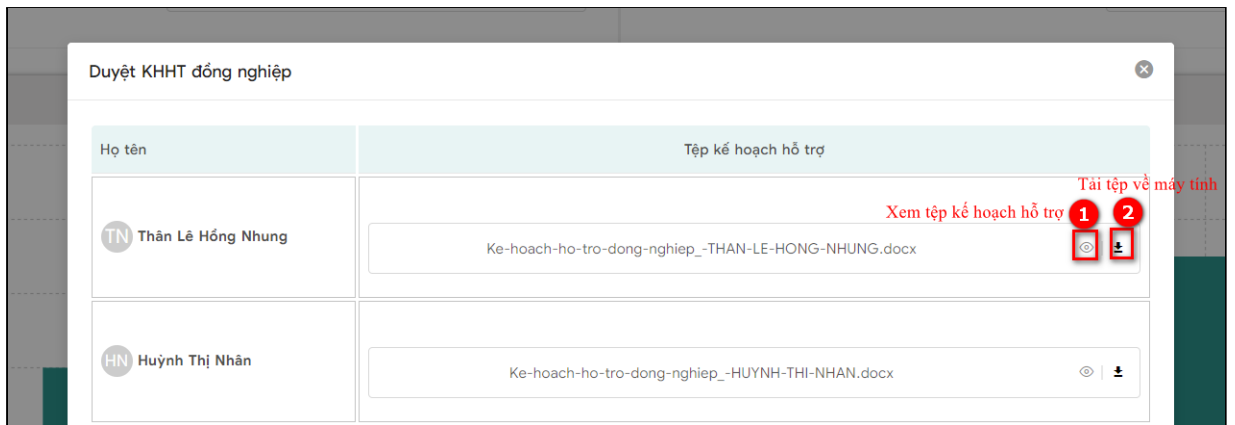 Duyệt KHHT đồng nghiệp
Họ tên
Tệp kế hoạch hỗ trợ
Tải tệp về máy tính
Xem tệp kế hoạch hỗ trợ 1 2
TN Thân Lê Hồng Nhung
Ke-hoach-ho-tro-dong-nghiep_-THAN-LE-HONG-NHUNG.docx
HN Huỳnh Thị Nhân
Ke-hoach-ho-tro-dong-nghiep_-HUYNH-THI-NHAN.docx